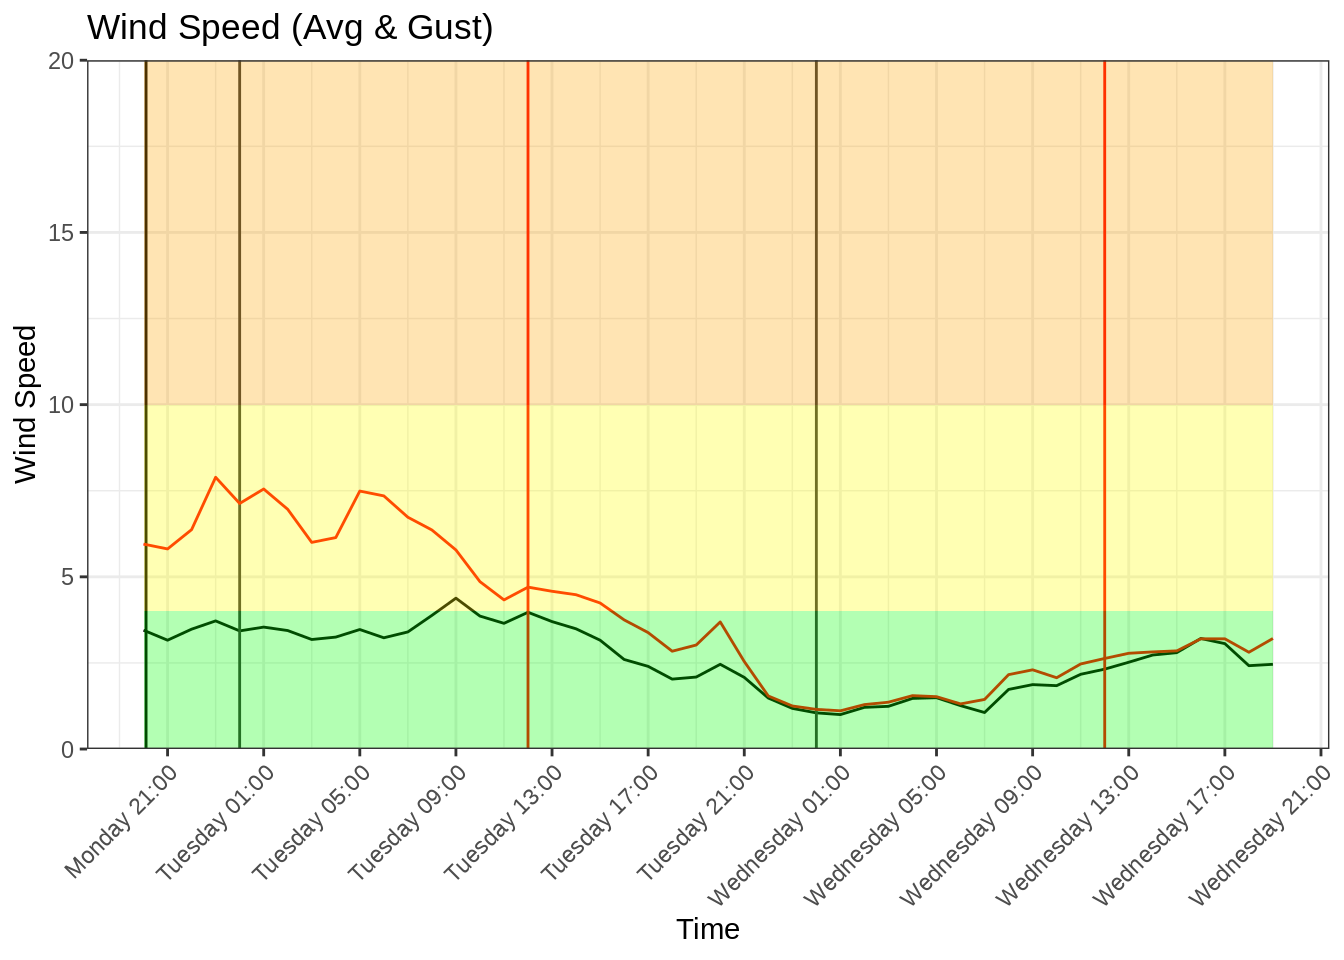 Wind Speed (Avg & Gust)
20
15
10
5
0
Wind Speed
Monday 21:00
Tuesday 01:00
Tuesday 05:00
Tuesday 09:00
Tuesday 13:00
Tuesday 17:00
Tuesday 21:00
Wednesday 01:00
Wednesday 05:00
Wednesday 09:00
Wednesday 13:00
Wednesday 17:00
Wednesday 21:00
Time